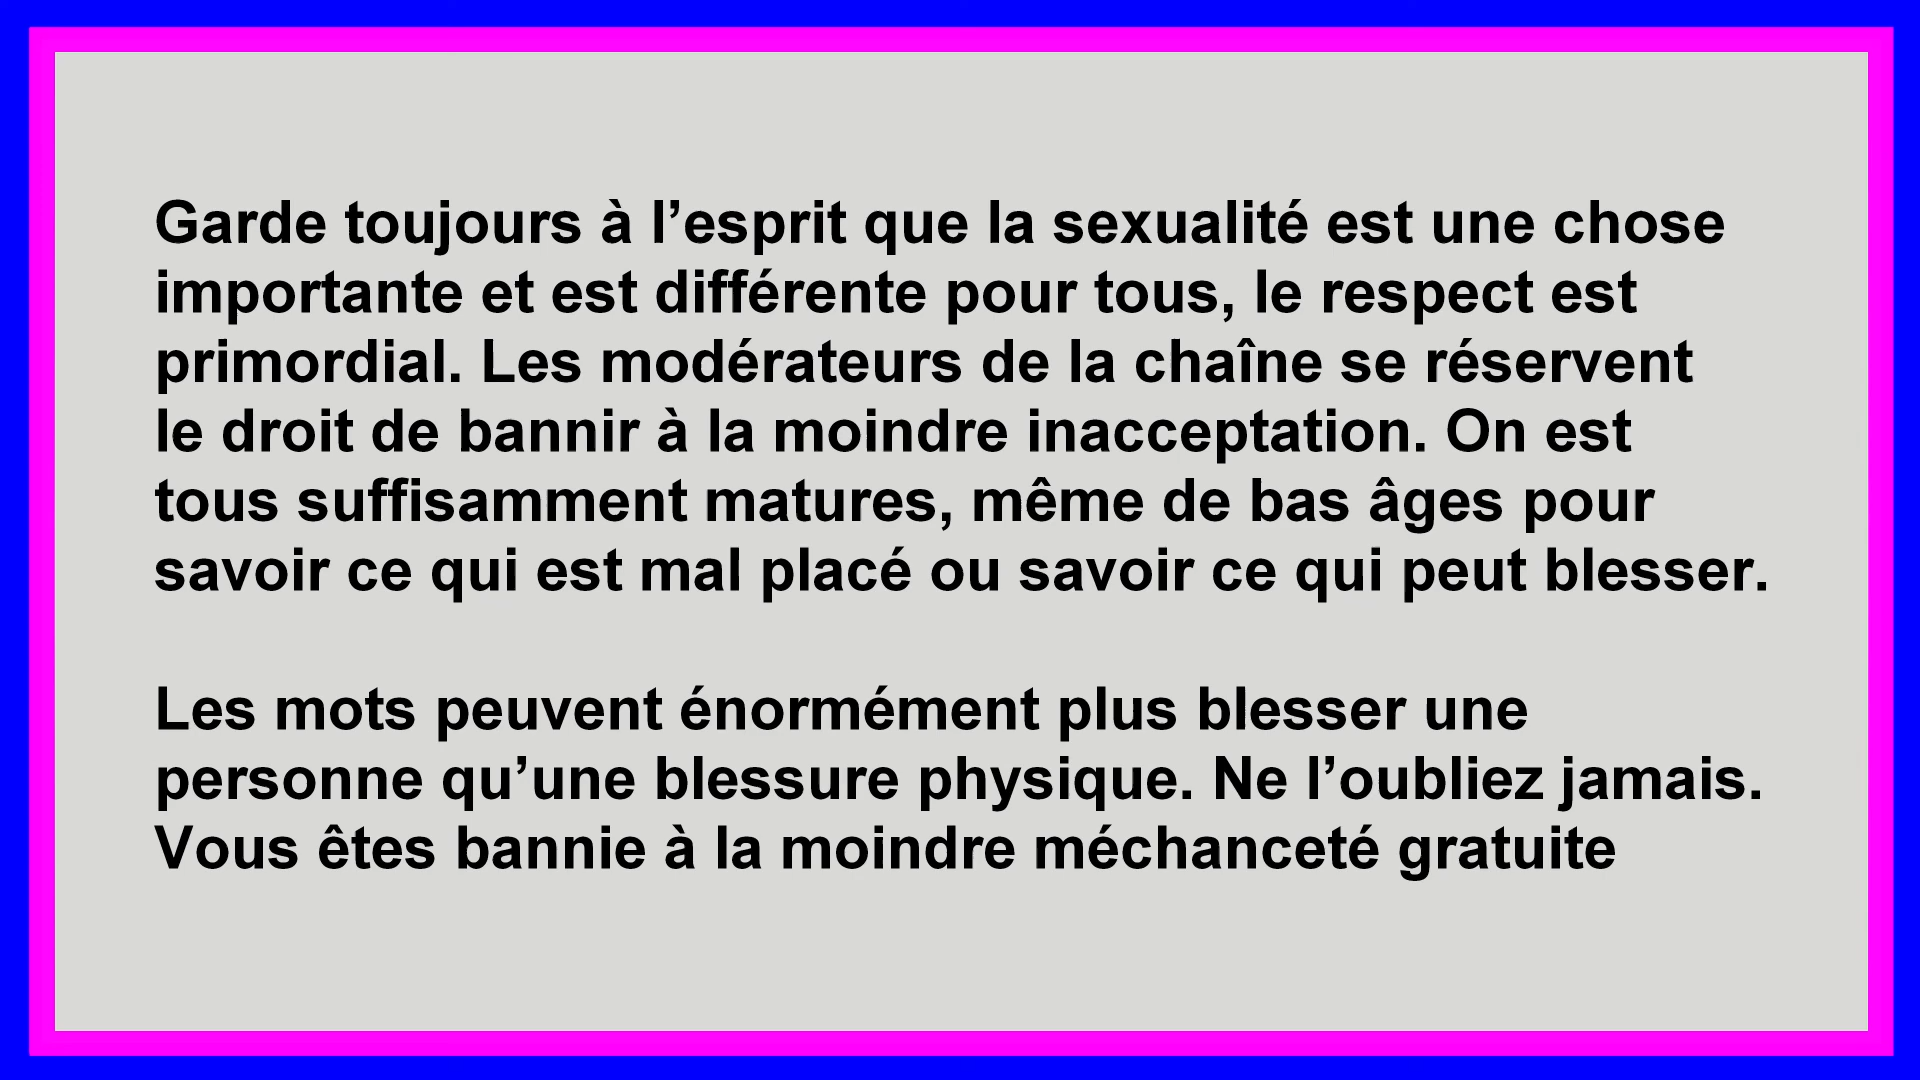 Garde toujours à l’esprit que la sexualité est une chose
importante et est différente pour tous, le respect est
primordial. Les modérateurs de la chaîne se réservent
le droit de bannir à la moindre inacceptation. On est
tous suffisamment matures, même de bas âges pour
savoir ce qui est mal placé ou savoir ce qui peut blesser.
Les mots peuvent énormément plus blesser une
personne qu’une blessure physique. Ne l’oubliez jamais.
Vous êtes bannie à la moindre méchanceté gratuite